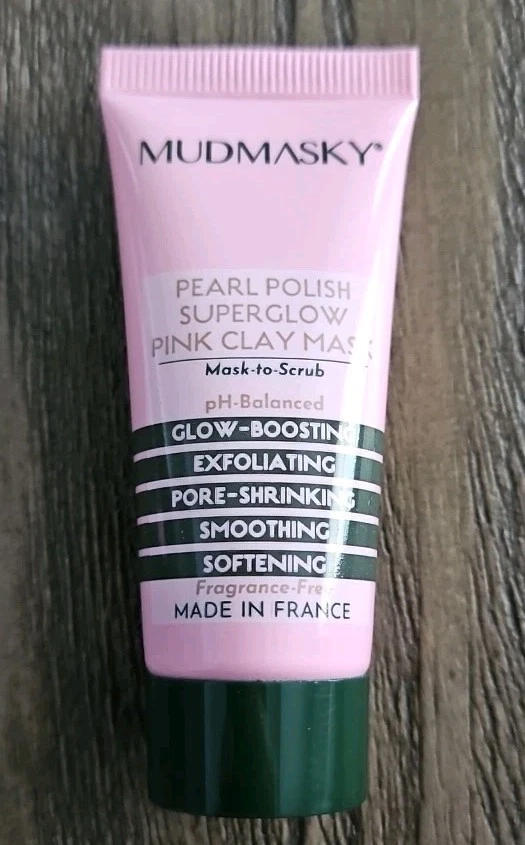 MUDMASKY®
PEARL POLISH
SUPERGLOW
PINK CLAY MASK
Mask-to-Scrub
pH-Balanced
GLOW-BOOSTING
EXFOLIATING
PORE-SHRINKING
SMOOTHING
SOFTENING
Fragrance-Free
MADE IN FRANCE